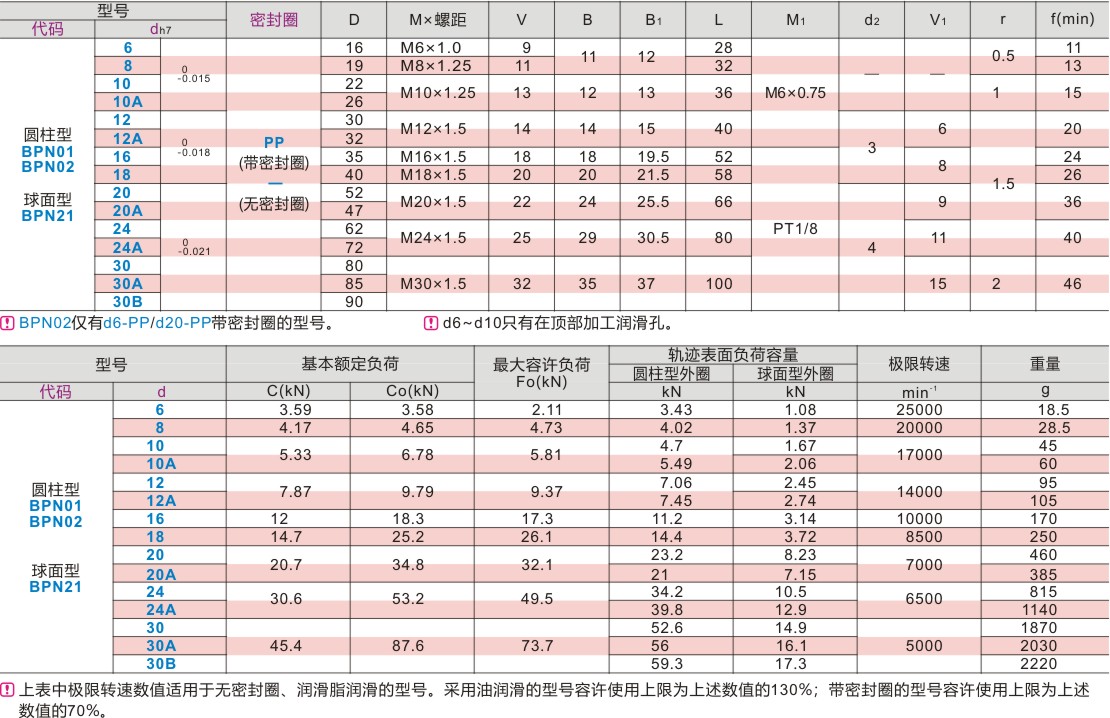 型号 密封圈 D M×螺距 V B B1 L M1 d2 V1 r f(min)
代码 dh7
6 16 M6×1.0 9 11 12 28 0.5 11
8 0 -0.015 19 M8×1.25 11 32 — — 13
10 22 M10×1.25 13 12 13 36 M6×0.75 1 15
10A 26
12 30 M12×1.5 14 14 15 40 3 6 20
圆柱型 12A 0 -0.018 PP 32
BPN01 16 (带密封圈) 35 M16×1.5 18 18 19.5 52 8 24
BPN02 18 — 40 M18×1.5 20 20 21.5 58 1.5 26
球面型 20 (无密封圈) 52 M20×1.5 22 24 25.5 66 9 36
BPN21 20A 47
24 62 M24×1.5 25 29 30.5 80 PT1/8 4 11 40
24A 0 -0.021 72
30 80
30A 85 M30×1.5 32 35 37 100 15 2 46
30B 90
BPN02仅有d6-PP/d20-PP带密封圈的型号。 d6~d10只有在顶部加工润滑孔。
型号 基本额定负荷 最大容许负荷 Fo(kN) 轨迹表面负荷容量 极限转速 重量
圆柱型外圈 球面型外圈
代码 d C(kN) Co(kN) kN kN min-1 g
6 3.59 3.58 2.11 3.43 1.08 25000 18.5
8 4.17 4.65 4.73 4.02 1.37 20000 28.5
10 5.33 6.78 5.81 4.7 1.67 17000 45
10A 5.49 2.06 60
12 7.87 9.79 9.37 7.06 2.45 14000 95
圆柱型 BPN01 12A 7.45 2.74 105
BPN02 16 12 18.3 17.3 11.2 3.14 10000 170
18 14.7 25.2 26.1 14.4 3.72 8500 250
20 20.7 34.8 32.1 23.2 8.23 7000 460
球面型 20A 21 7.15 385
BPN21 24 30.6 53.2 49.5 34.2 10.5 6500 815
24A 39.8 12.9 1140
30 52.6 14.9 1870
30A 45.4 87.6 73.7 56 16.1 5000 2030
30B 59.3 17.3 2220
上表中极限转速数值适用于无密封圈、润滑脂润滑的型号。采用油润滑的型号容许使用上限为上述数值的130%；带密封圈的型号容许使用上限为上述
数值的70%。